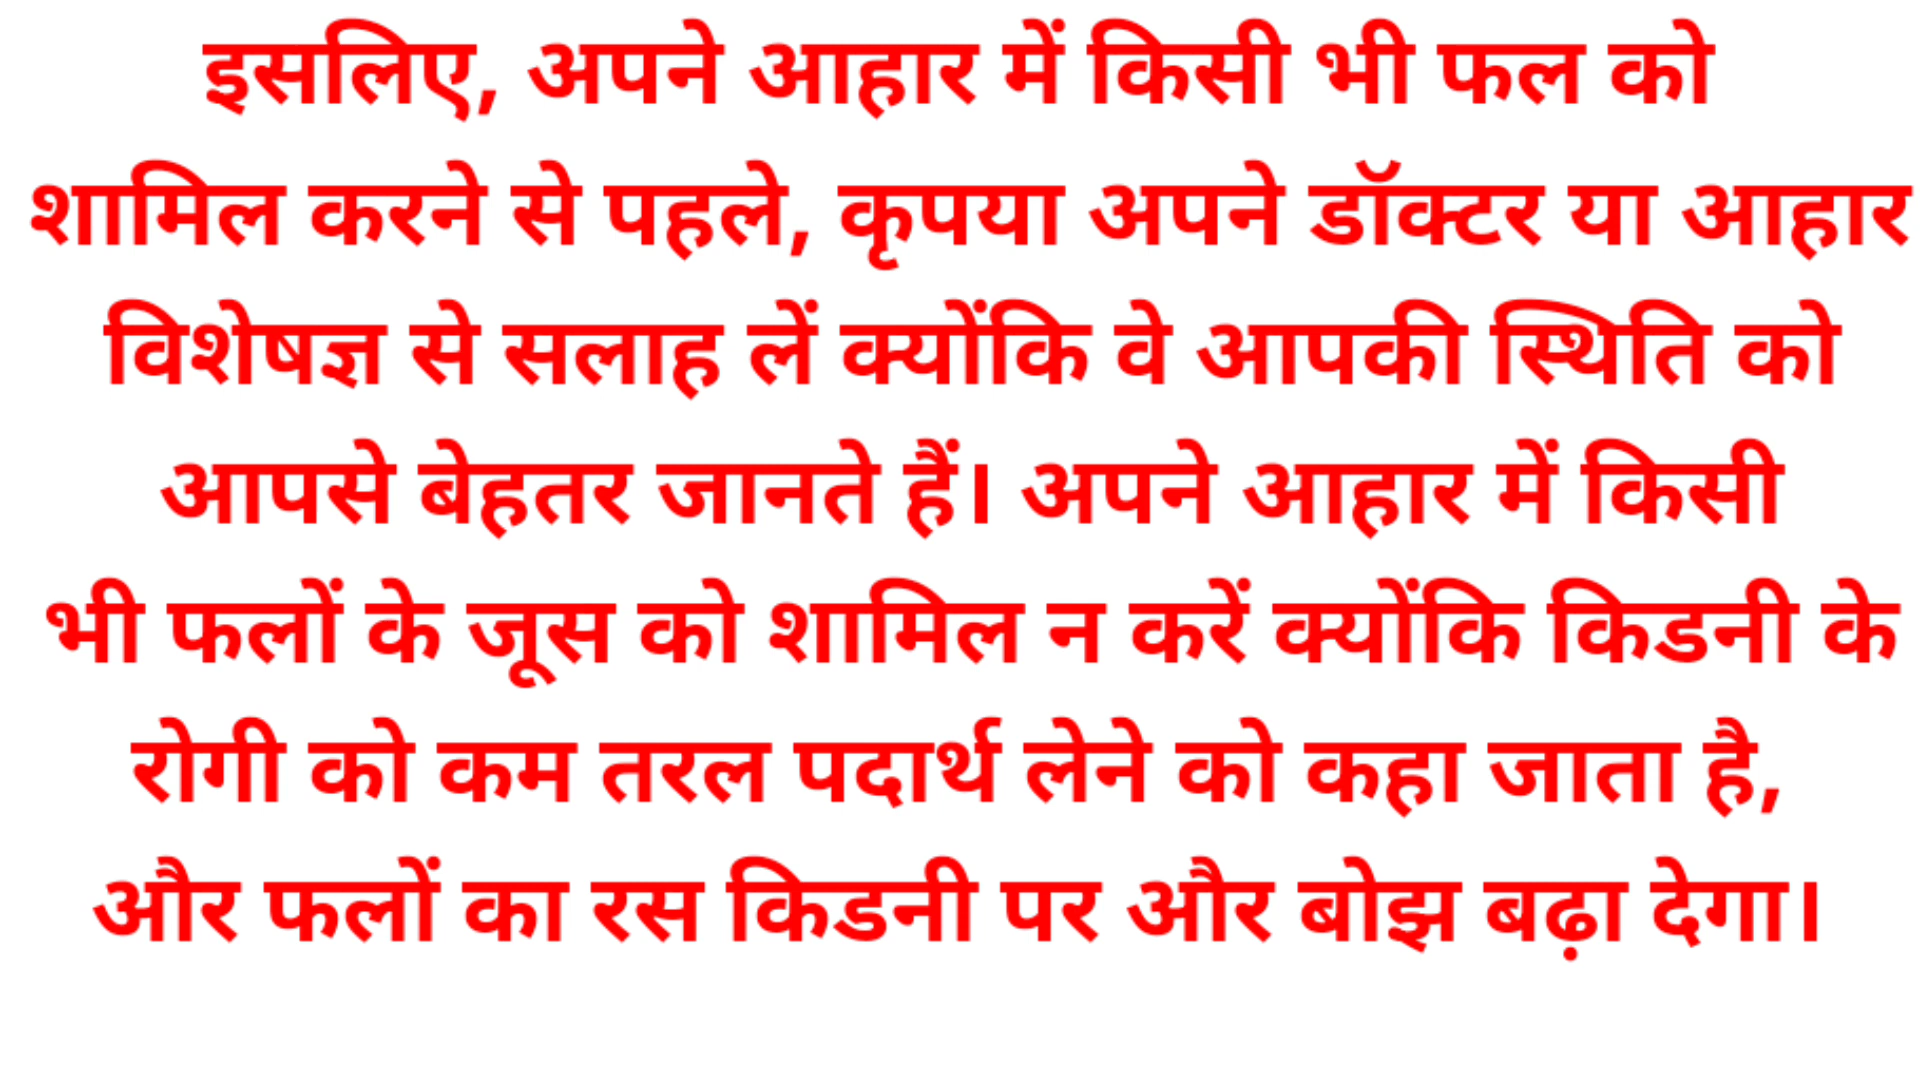 इसलिए, अपने आहार में किसी भी फल को
शामिल करने से पहले, कृपया अपने डॉक्टर या आहार
विशेषज्ञ से सलाह लें क्योंकि वे आपकी स्थिति को
आपसे बेहतर जानते हैं। अपने आहार में किसी
भी फलों के जूस को शामिल न करें क्योंकि किडनी के
रोगी को कम तरल पदार्थ लेने को कहा जाता है,
और फलों का रस किडनी पर और बोझ बढ़ा देगा।